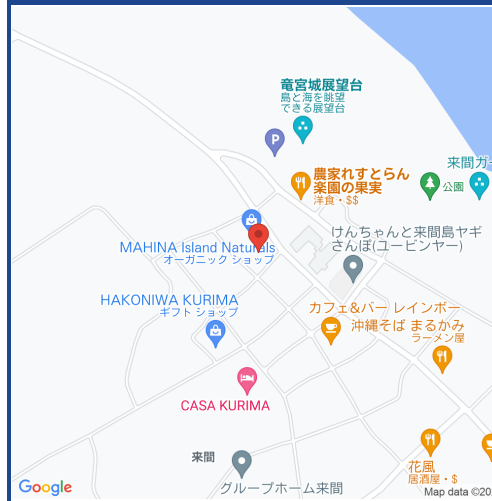 竜宮城展望台
島と海を眺望
できる展望台
P
農家れすとらん
楽園の果実
洋食・$$
来間ガー
公園
MAHINA Island Naturals
オーガニック ショップ
けんちゃんと来間島ヤギ
さんぽ(ユービンヤー)
HAKONIWA KURIMA
ギフト ショップ
カフェ&バー レインボー
沖縄そば まるかみ
ラーメン屋
CASA KURIMA
来間
グループホーム来間
花風
居酒屋・$
Google
Map data ©20